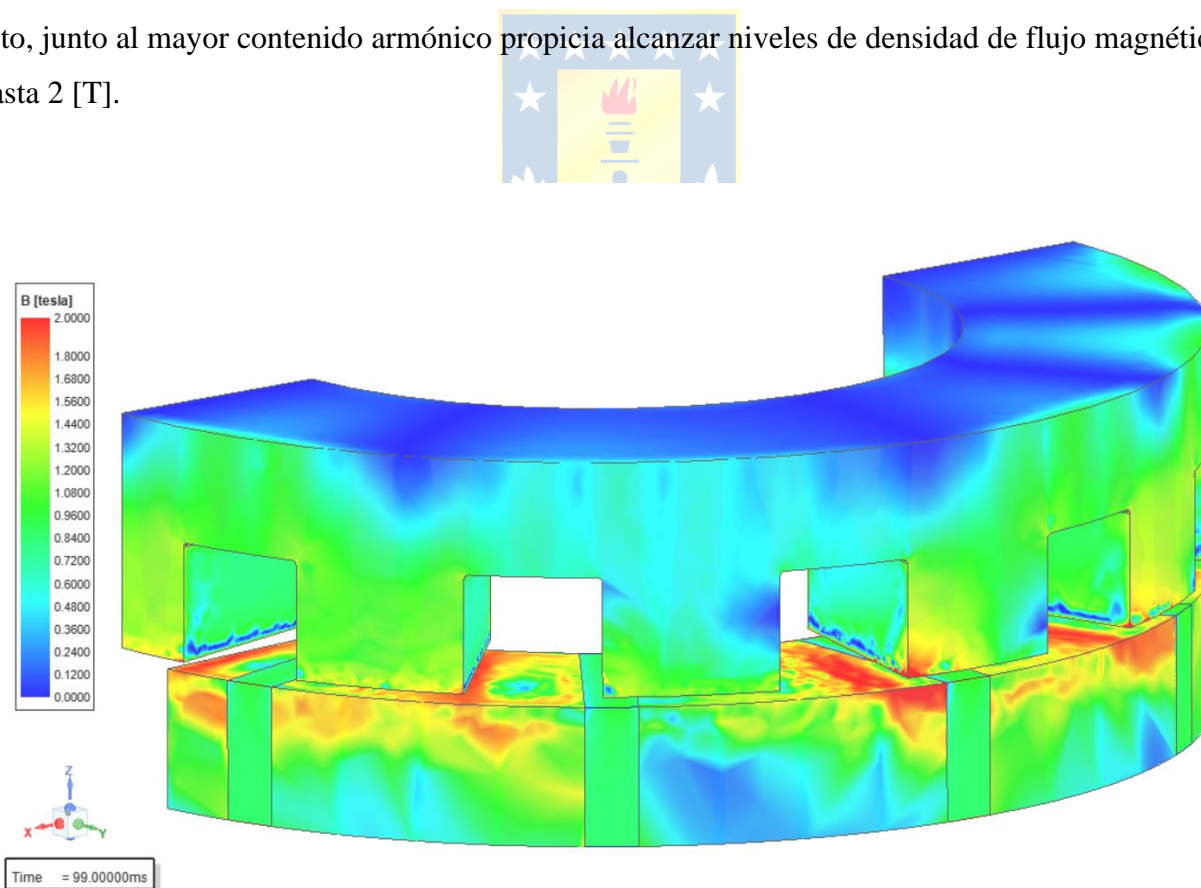 to, junto al mayor contenido armónico propicia alcanzar niveles de densidad de flujo magnétic
asta 2 [T].
B [tesla]
2.0000
1.8000
1.6800
1.5600
1.4400
1.3200
1.2000
1.0800
0.9600
0.8400
0.7200
0.6000
0.4800
0.3600
0.2400
0.1200
0.0000
Z
X
Y
Time = 99.00000ms